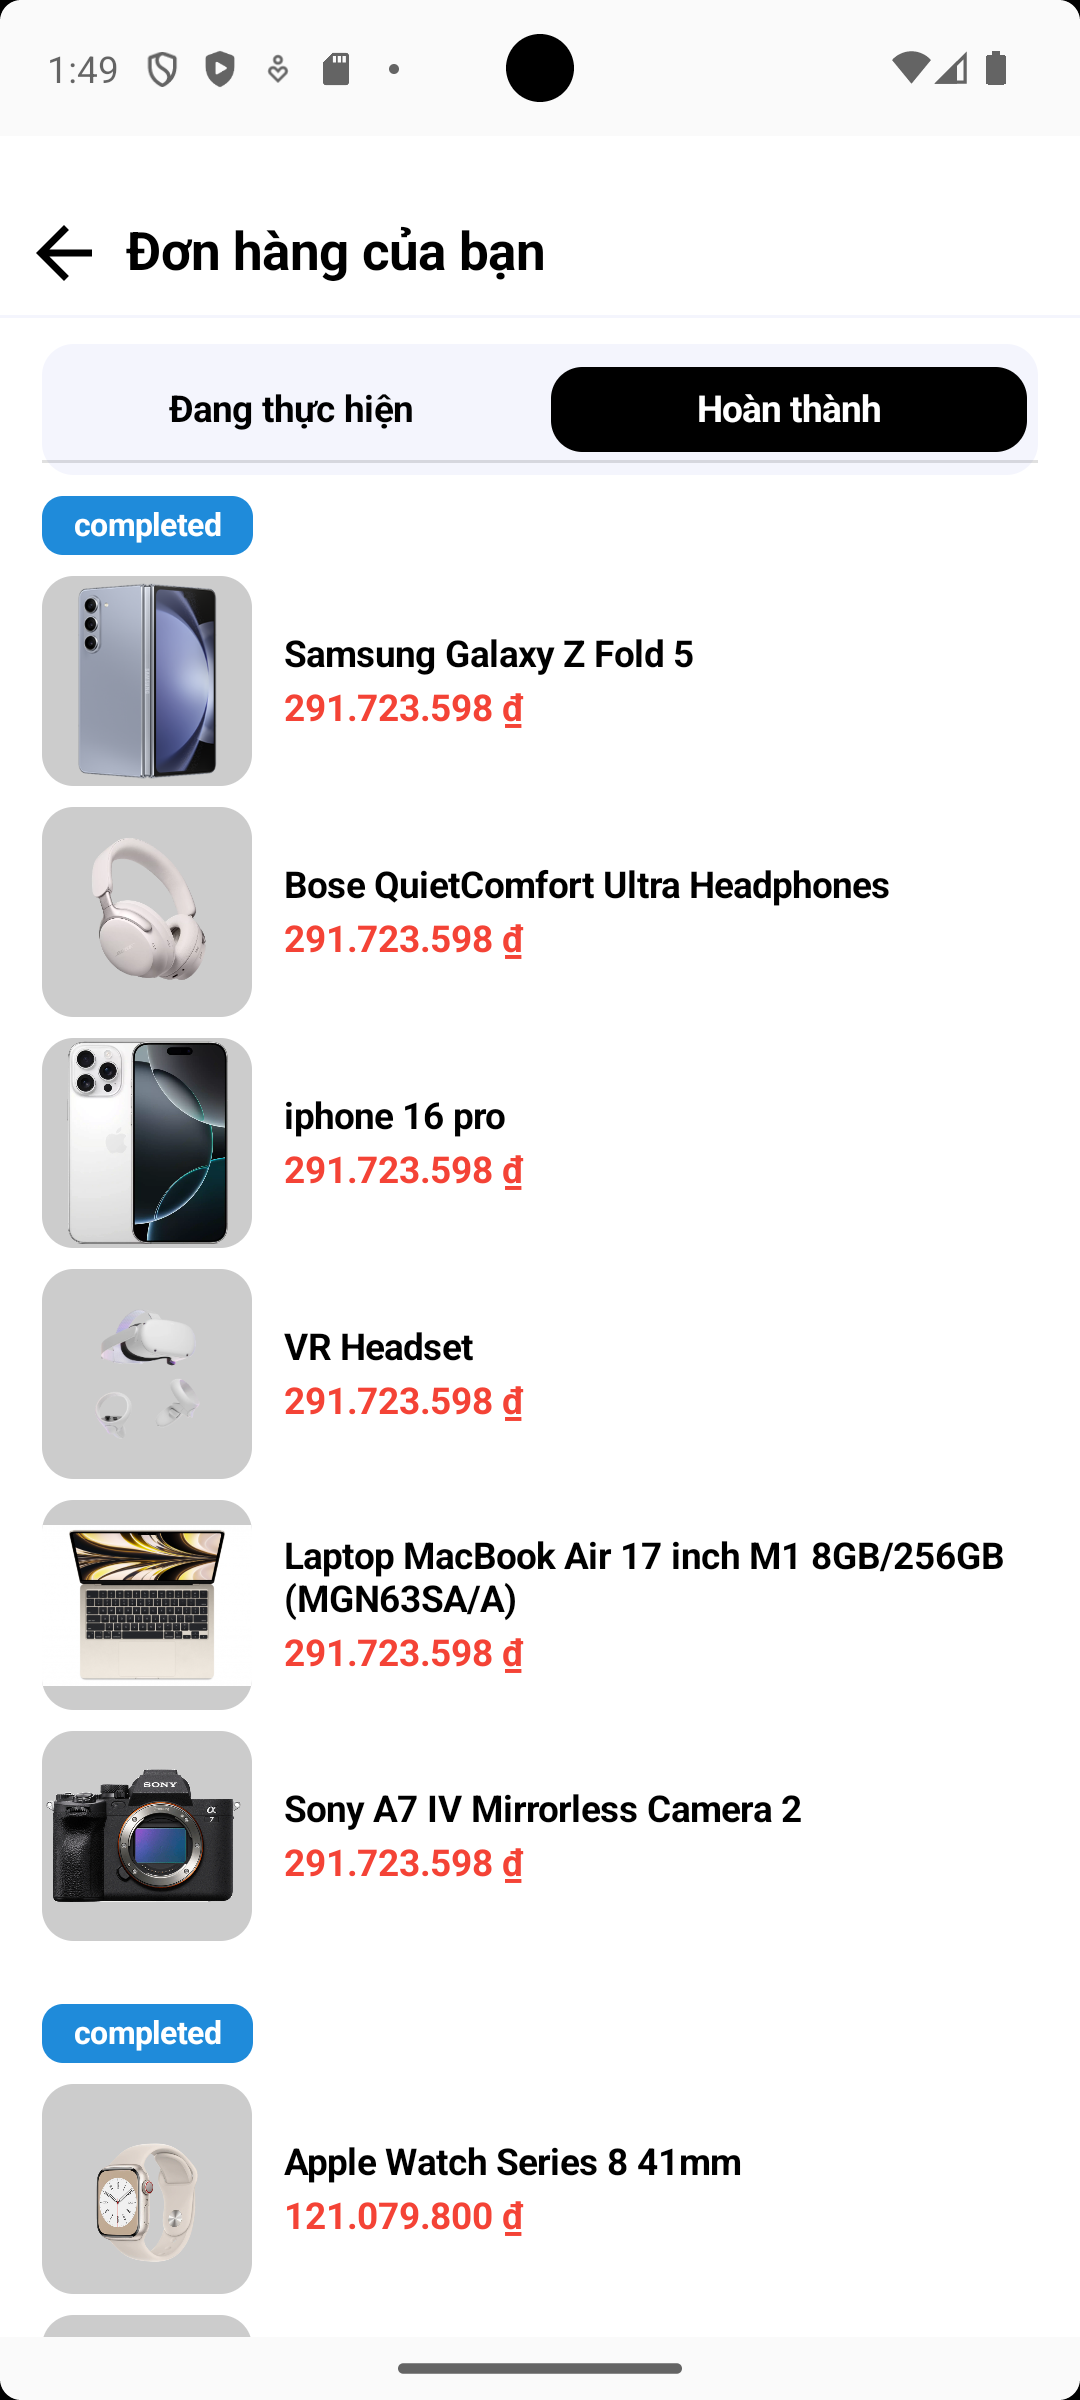 1:49
Đơn hàng của bạn
Đang thực hiện
Hoàn thành
completed
Samsung Galaxy Z Fold 5
291.723.598 ₫
Bose QuietComfort Ultra Headphones
291.723.598 ₫
iphone 16 pro
291.723.598 ₫
VR Headset
291.723.598 ₫
Laptop MacBook Air 17 inch M1 8GB/256GB
(MGN63SA/A)
291.723.598 ₫
SONY
α
7
Sony A7 IV Mirrorless Camera 2
291.723.598 ₫
completed
Apple Watch Series 8 41mm
121.079.800 ₫